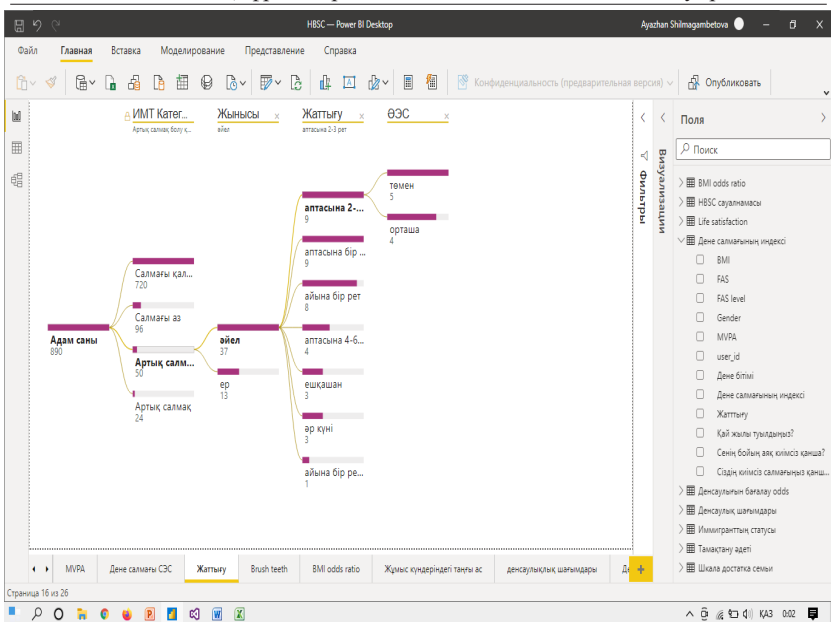 HBSC — Power BI Desktop
Ayazhan Shilmagambetova
Файл
Главная
Вставка
Моделирование
Представление
Справка
Конфиденциальность (предварительная версия)
Опубликовать
ИМТ Катег...
Артық салмақ болу қ...
Жынысы
әйел
Жаттығу
аптасына 2-3 рет
ӘЭС
Адам саны
890
Салмағы қал...
720
Салмағы аз
96
Артық салм...
50
Артық салмақ
24
әйел
37
ер
13
аптасына 2-...
9
аптасына бір ...
9
айына бір рет
8
аптасына 4-6...
4
ешқашан
3
әр күні
3
айына бір ре...
1
төмен
5
орташа
4
Фильтры
Визуализации
Поля
Поиск
BMI odds ratio
HBSC сауалнамасы
Life satisfaction
Дене салмағының индексі
BMI
FAS
FAS level
Gender
MVPA
user_id
Дене бітімі
Дене салмағының индексі
Жатттығу
Қай жылы туылдыңыз?
Сенің бойың аяқ киімсіз қанша?
Сіздің киімсіз салмағыңыз қанш...
Денсаулығын бағалау odds
Денсаулық шағымдары
Иммигранттың статусы
Тамақтану әдеті
Шкала достатка семьи
MVPA
Дене салмағы СЭС
Жаттығу
Brush teeth
BMI odds ratio
Жұмыс күндеріндегі таңғы ас
денсаулықлық шағымдары
Страница 16 из 26
ҚАЗ
0:02